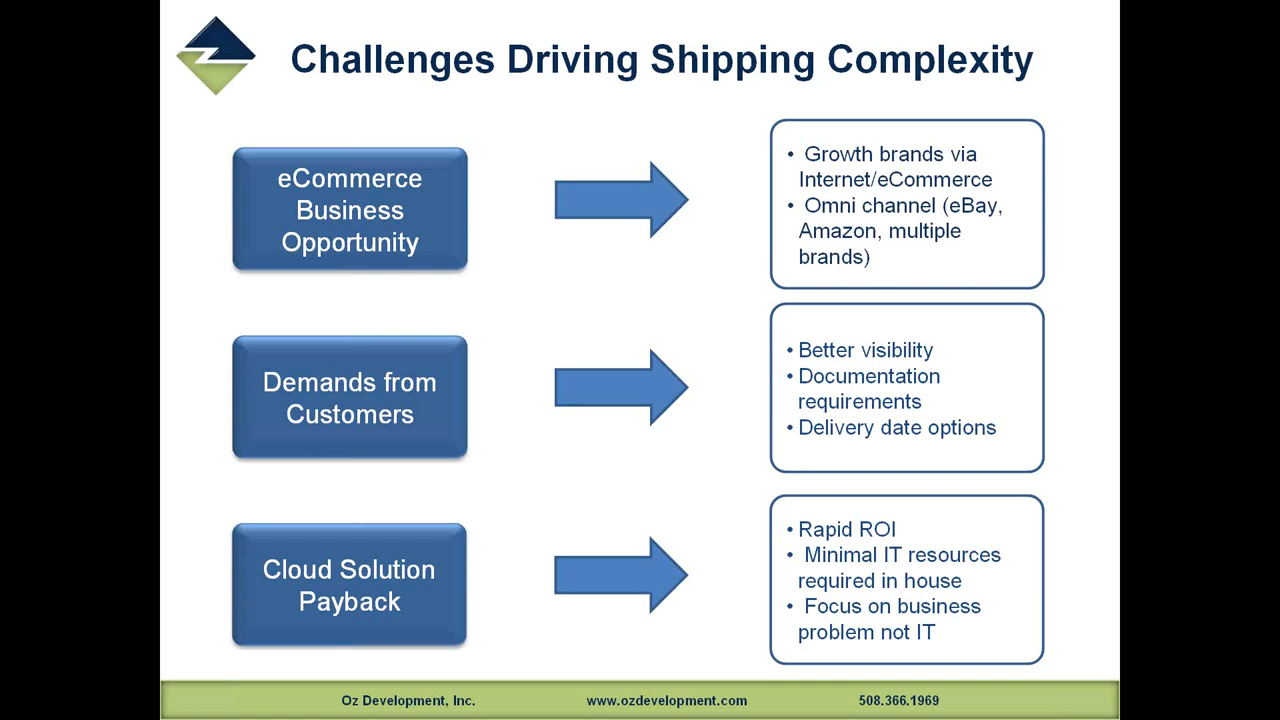 Challenges Driving Shipping Complexity
eCommerce
Business
Opportunity
• Growth brands via
Internet/eCommerce
• Omni channel (eBay,
Amazon, multiple
brands)
Demands from
Customers
• Better visibility
• Documentation
requirements
• Delivery date options
Cloud Solution
Payback
• Rapid ROI
• Minimal IT resources
required in house
• Focus on business
problem not IT
Oz Development, Inc. www.ozdevelopment.com 508.366.1969